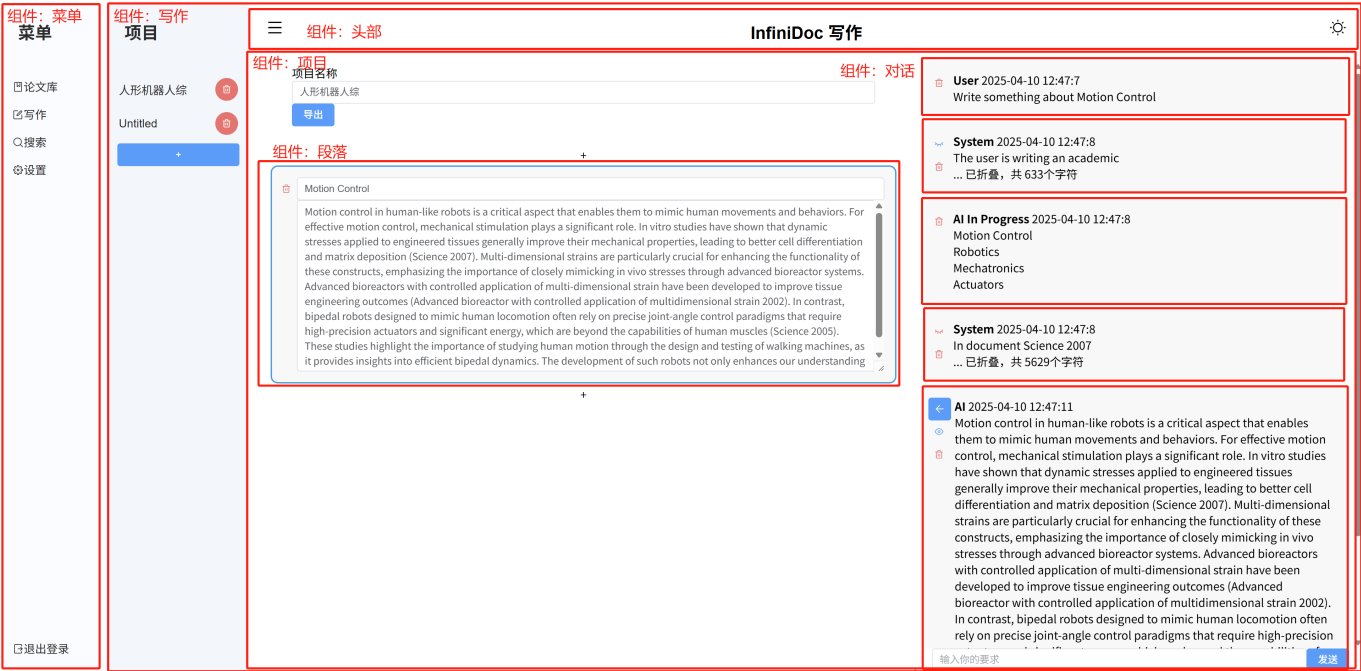 组件：菜单
菜单
论文库
写作
搜索
设置
退出登录
组件：写作
项目
人形机器人综
Untitled
+
组件：头部
InfiniDoc 写作
组件：项目
项目名称
人形机器人综
导出
+
组件：段落
Motion Control
Motion control in human-like robots is a critical aspect that enables them to mimic human movements and behaviors. For
effective motion control, mechanical stimulation plays a significant role. In vitro studies have shown that dynamic
stresses applied to engineered tissues generally improve their mechanical properties, leading to better cell differentiation
and matrix deposition (Science 2007). Multi-dimensional strains are particularly crucial for enhancing the functionality of
these constructs, emphasizing the importance of closely mimicking in vivo stresses through advanced bioreactor systems.
Advanced bioreactors with controlled application of multi-dimensional strain have been developed to improve tissue
engineering outcomes (Advanced bioreactor with controlled application of multidimensional strain 2002). In contrast,
bipedal robots designed to mimic human locomotion often rely on precise joint-angle control paradigms that require
high-precision actuators and significant energy, which are beyond the capabilities of human muscles (Science 2005).
These studies highlight the importance of studying human motion through the design and testing of walking machines, as
it provides insights into efficient bipedal dynamics. The development of such robots not only enhances our understanding
+
组件：对话
User 2025-04-10 12:47:7
Write something about Motion Control
System 2025-04-10 12:47:8
The user is writing an academic
... 已折叠，共 633个字符
AI In Progress 2025-04-10 12:47:8
Motion Control
Robotics
Mechatronics
Actuators
System 2025-04-10 12:47:8
In document Science 2007
... 已折叠，共 5629个字符
AI 2025-04-10 12:47:11
Motion control in human-like robots is a critical aspect that enables
them to mimic human movements and behaviors. For effective motion
control, mechanical stimulation plays a significant role. In vitro studies
have shown that dynamic stresses applied to engineered tissues
generally improve their mechanical properties, leading to better cell
differentiation and matrix deposition (Science 2007). Multi-dimensional
strains are particularly crucial for enhancing the functionality of these
constructs, emphasizing the importance of closely mimicking in vivo
stresses through advanced bioreactor systems. Advanced bioreactors
with controlled application of multi-dimensional strain have been
developed to improve tissue engineering outcomes (Advanced
bioreactor with controlled application of multidimensional strain 2002).
In contrast, bipedal robots designed to mimic human locomotion often
rely on precise joint-angle control paradigms that require high-precision
输入你的要求
发送